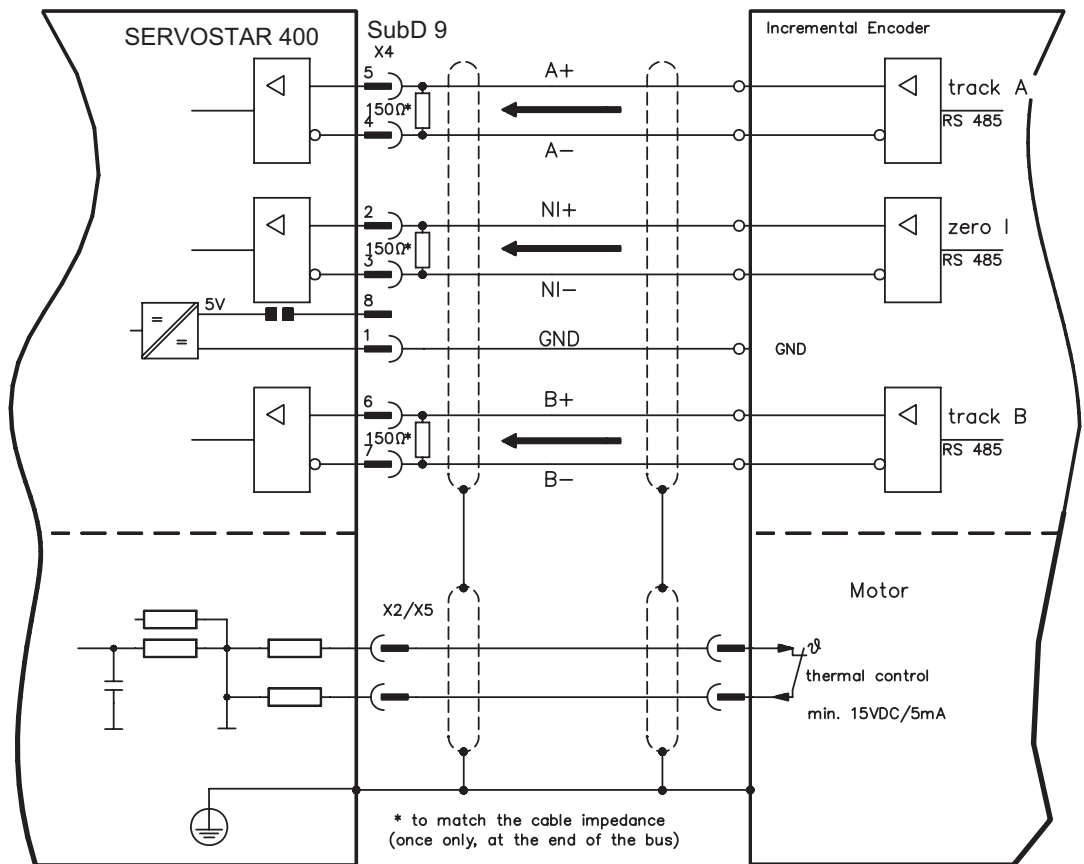 SERVOSTAR 400
SubD 9
X4
Incremental Encoder
5
A+
track A
150Ω*
RS 485
4
A−
2
NI+
zero I
150Ω*
RS 485
3
NI−
5V
8
1
GND
GND
6
B+
track B
150Ω*
RS 485
7
B−
Motor
X2/X5
ϑ
thermal control
min. 15VDC/5mA
* to match the cable impedance
(once only, at the end of the bus)